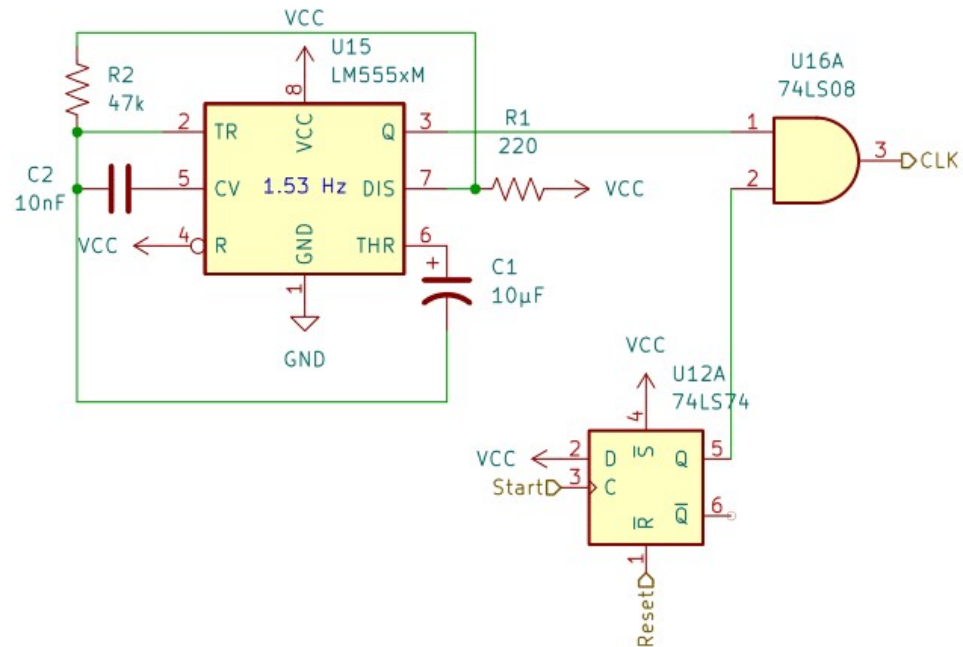 VCC
U15
LM555xM
R2
47k
8
VCC
U16A
74LS08
2
TR
Q
3
R1
220
1
3
CLK
2
C2
10nF
5
CV
1.53 Hz
DIS
7
VCC
VCC
4
R
GND
THR
6
+
C1
10µF
1
GND
VCC
U12A
74LS74
4
VCC
2
D
S
Q
5
Start
3
C
R
Q
6
1
Reset